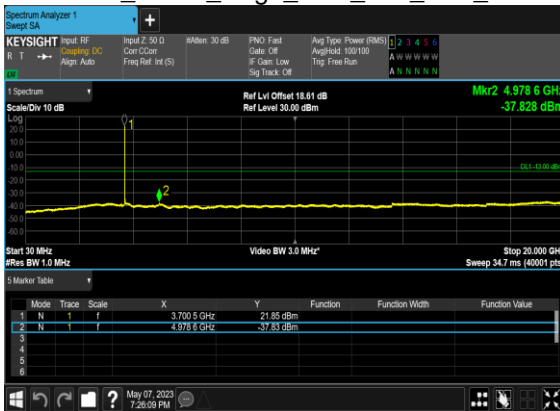 Spectrum Analyzer 1
Swept SA
+
KEYSIGHT Input: RF Input Z: 50 Ω #Atten: 30 dB PNO: Fast Avg Type: Power (RMS) 1 2 3 4 5 6
R T Coupling: DC Corr CCorr Gate: Off Avg|Hold: 100/100 A W W W W W
Align: Auto Freq Ref: Int (S) IF Gain: Low Trig: Free Run
Sig Track: Off A N N N N N
1 Spectrum Ref Lvl Offset 18.61 dB Mkr2 4.978 6 GHz
Scale/Div 10 dB Ref Level 30.00 dBm -37.828 dBm
Log
20.0
10.0
0.00
-10.0
-20.0
-30.0
-40.0
-50.0
-60.0
1
2
DL1 -13.00 dBm
Start 30 MHz Video BW 3.0 MHz* Stop 20.000 GHz
#Res BW 1.0 MHz Sweep 34.7 ms (40001 pts)
5 Marker Table
Mode Trace Scale X Y Function Function Width Function Value
1 N 1 f 3.700 5 GHz 21.85 dBm
2 N 1 f 4.978 6 GHz -37.83 dBm
3
4
5
6
? May 07, 2023
7:26:09 PM